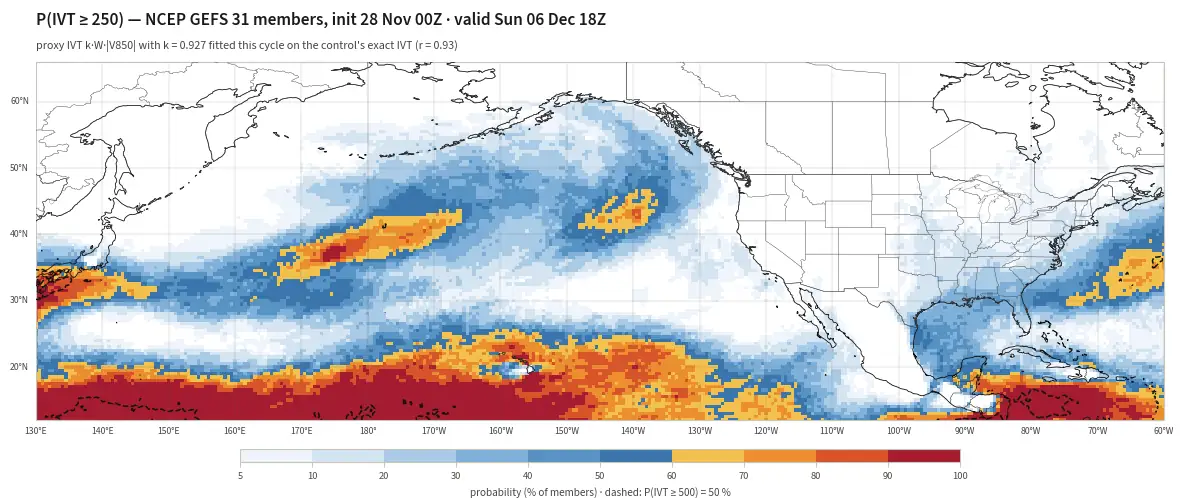 P(IVT ≥ 250) — NCEP GEFS 31 members, init 28 Nov 00Z · valid Sun 06 Dec 18Z
proxy IVT k·W·|V850| with k = 0.927 fitted this cycle on the control's exact IVT (r = 0.93)
60°N
50°N
40°N
30°N
20°N
130°E 140°E 150°E 160°E 170°E 180° 170°W 160°W 150°W 140°W 130°W 120°W 110°W 100°W 90°W 80°W 70°W 60°W
5 10 20 30 40 50 60 70 80 90 100
probability (% of members) · dashed: P(IVT ≥ 500) = 50 %